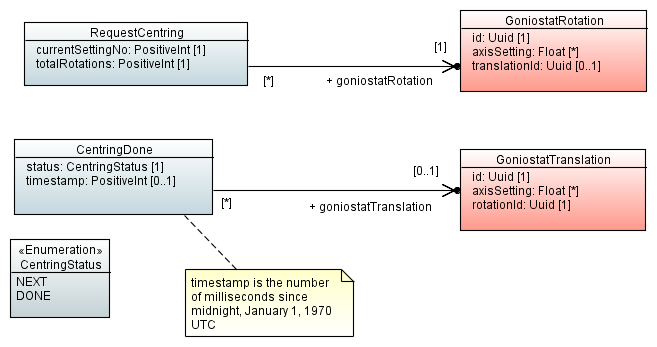 RequestCentring
currentSettingNo: PositiveInt [1]
totalRotations: PositiveInt [1]
[1]
[*]
+ goniostatRotation
GoniostatRotation
id: Uuid [1]
axisSetting: Float [*]
translationId: Uuid [0..1]
CentringDone
status: CentringStatus [1]
timestamp: PositiveInt [0..1]
[0..1]
[*]
+ goniostatTranslation
GoniostatTranslation
id: Uuid [1]
axisSetting: Float [*]
rotationId: Uuid [1]
«Enumeration»
CentringStatus
NEXT
DONE
timestamp is the number
of milliseconds since
midnight, January 1, 1970
UTC